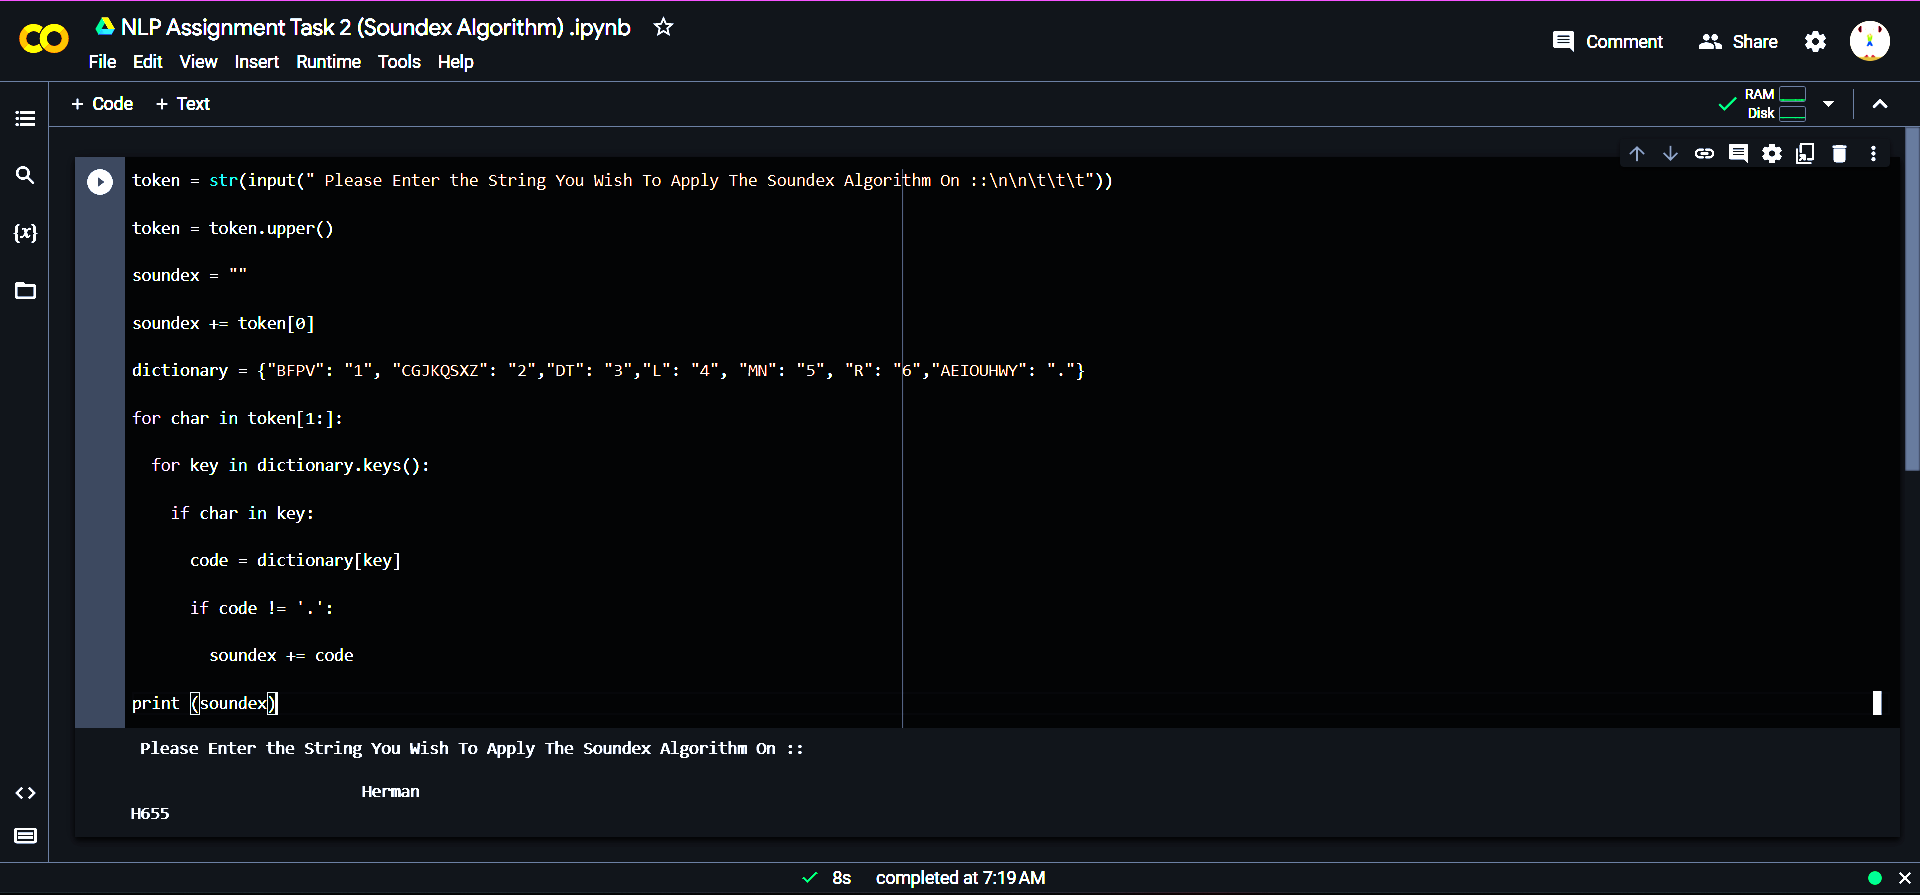 NLP Assignment Task 2 (Soundex Algorithm) .ipynb
File Edit View Insert Runtime Tools Help
Comment Share
+ Code + Text
RAM
Disk
{x}
token = str(input(" Please Enter the String You Wish To Apply The Soundex Algorithm On ::\n\n\t\t\t"))
token = token.upper()
soundex = ""
soundex += token[0]
dictionary = {"BFPV": "1", "CGJKQSXZ": "2","DT": "3","L": "4", "MN": "5", "R": "6","AEIOUHWY": "."}
for char in token[1:]:
  for key in dictionary.keys():
    if char in key:
      code = dictionary[key]
      if code != '.':
        soundex += code
print (soundex)
Please Enter the String You Wish To Apply The Soundex Algorithm On ::
Herman
H655
8s completed at 7:19 AM